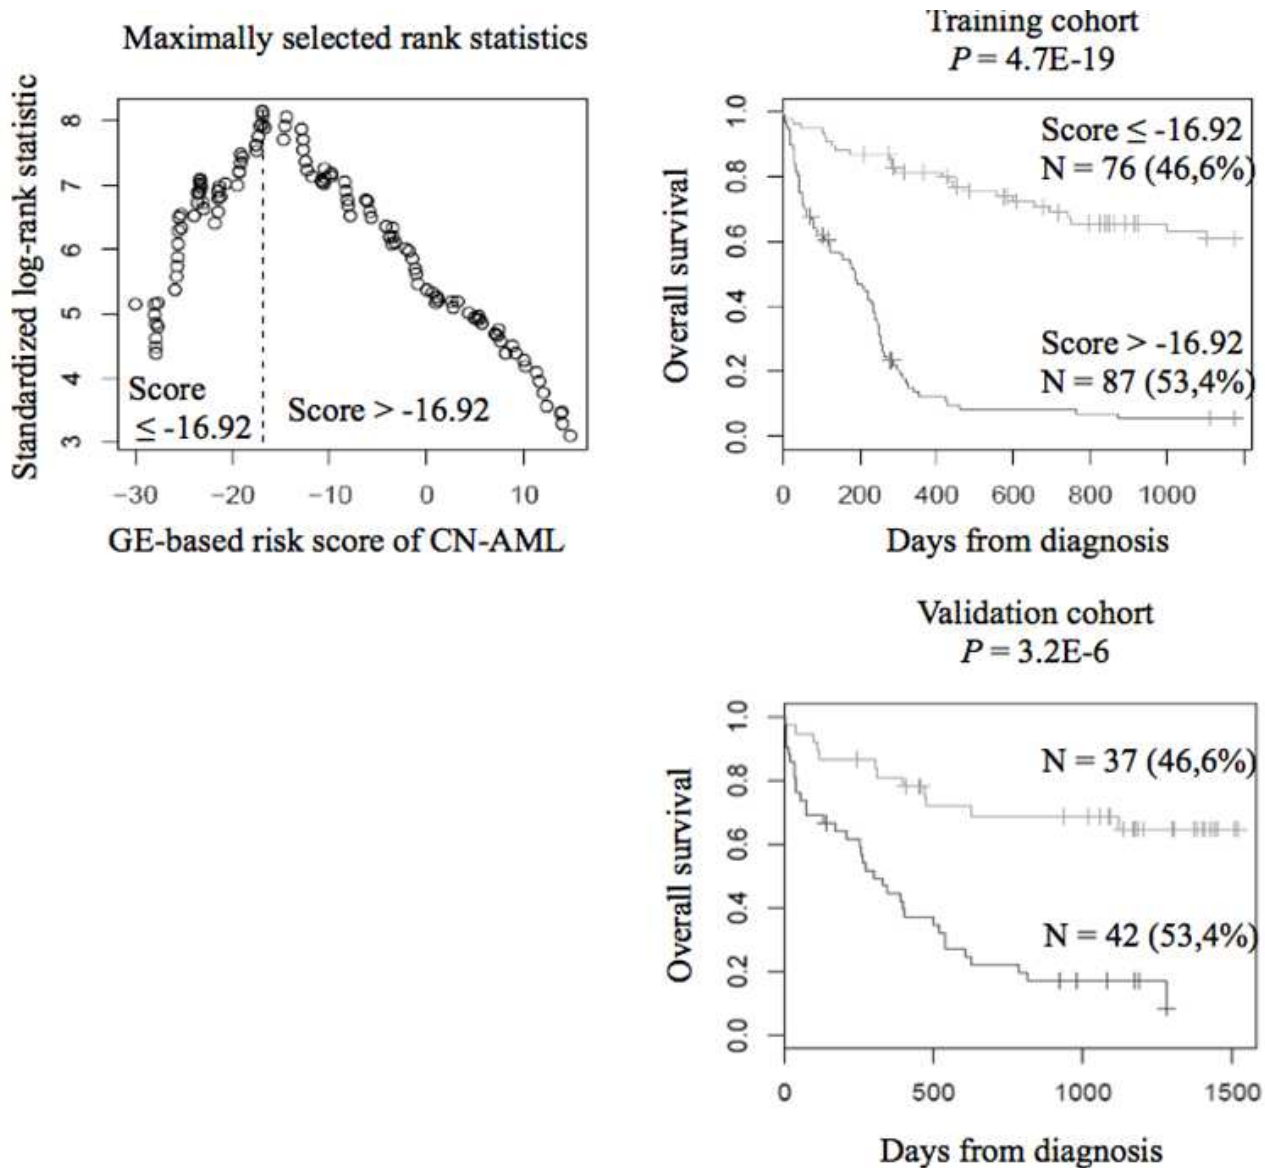 Maximally selected rank statistics
Standardized log-rank statistic
8
7
6
5
4
3
Score
≤ -16.92
Score > -16.92
−30 −20 −10 0 10
GE-based risk score of CN-AML
Training cohort
P = 4.7E-19
Overall survival
1.0
0.8
0.6
0.4
0.2
0.0
Score ≤ -16.92
N = 76 (46,6%)
Score > -16.92
N = 87 (53,4%)
0 200 400 600 800 1000
Days from diagnosis
Validation cohort
P = 3.2E-6
Overall survival
1.0
0.8
0.6
0.4
0.2
0.0
N = 37 (46,6%)
N = 42 (53,4%)
0 500 1000 1500
Days from diagnosis